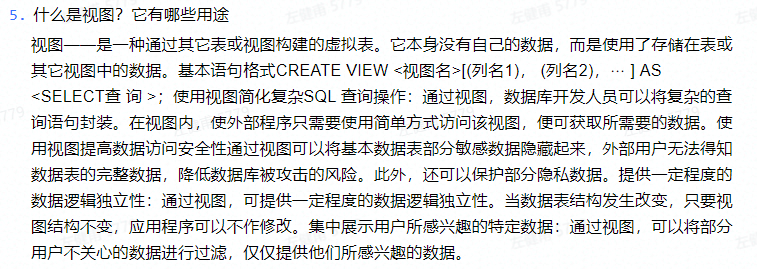 5. 什么是视图？它有哪些用途
视图——是一种通过其它表或视图构建的虚拟表。它本身没有自己的数据，而是使用了存储在表或
其它视图中的数据。基本语句格式CREATE VIEW <视图名>[(列名1)， (列名2)，… ] AS
<SELECT查 询 >；使用视图简化复杂SQL 查询操作：通过视图，数据库开发人员可以将复杂的查
询语句封装。在视图内，使外部程序只需要使用简单方式访问该视图，便可获取所需要的数据。使
用视图提高数据访问安全性通过视图可以将基本数据表部分敏感数据隐藏起来，外部用户无法得知
数据表的完整数据，降低数据库被攻击的风险。此外，还可以保护部分隐私数据。提供一定程度的
数据逻辑独立性：通过视图，可提供一定程度的数据逻辑独立性。当数据表结构发生改变，只要视
图结构不变，应用程序可以不作修改。集中展示用户所感兴趣的特定数据：通过视图，可以将部分
用户不关心的数据进行过滤，仅仅提供他们所感兴趣的数据。